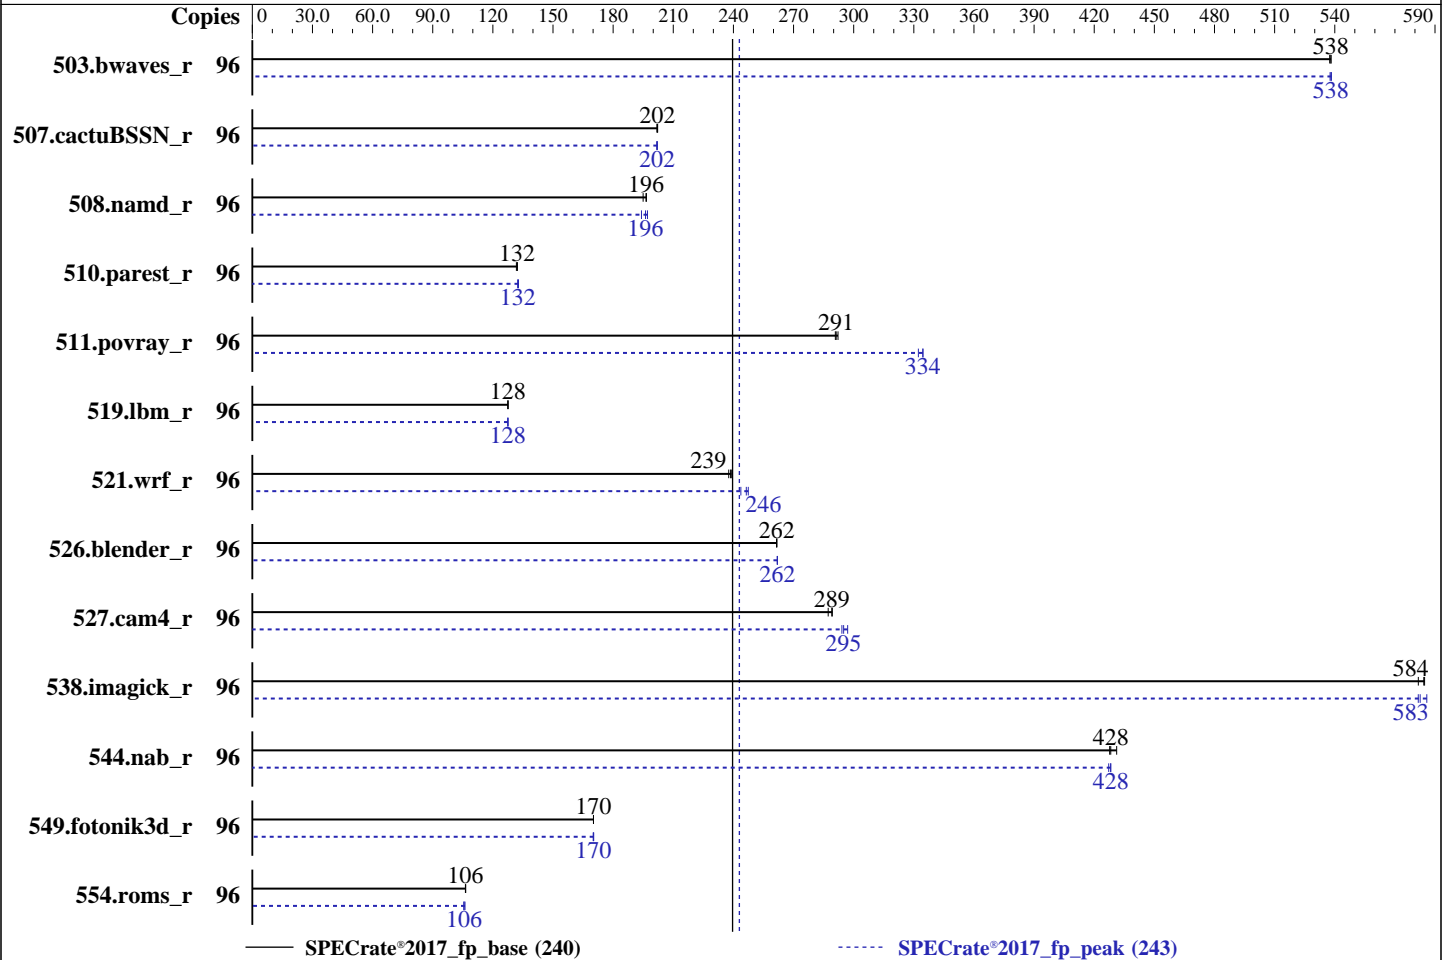 Copies 0 30.0 60.0 90.0 120 150 180 210 240 270 300 330 360 390 420 450 480 510 540 590
538
503.bwaves_r 96
538
202
507.cactuBSSN_r 96
202
196
508.namd_r 96
196
132
510.parest_r 96
132
291
511.povray_r 96
334
128
519.lbm_r 96
128
239
521.wrf_r 96
246
262
526.blender_r 96
262
289
527.cam4_r 96
295
584
538.imagick_r 96
583
428
544.nab_r 96
428
170
549.fotonik3d_r 96
170
106
554.roms_r 96
106
SPECrate®2017_fp_base (240) SPECrate®2017_fp_peak (243)